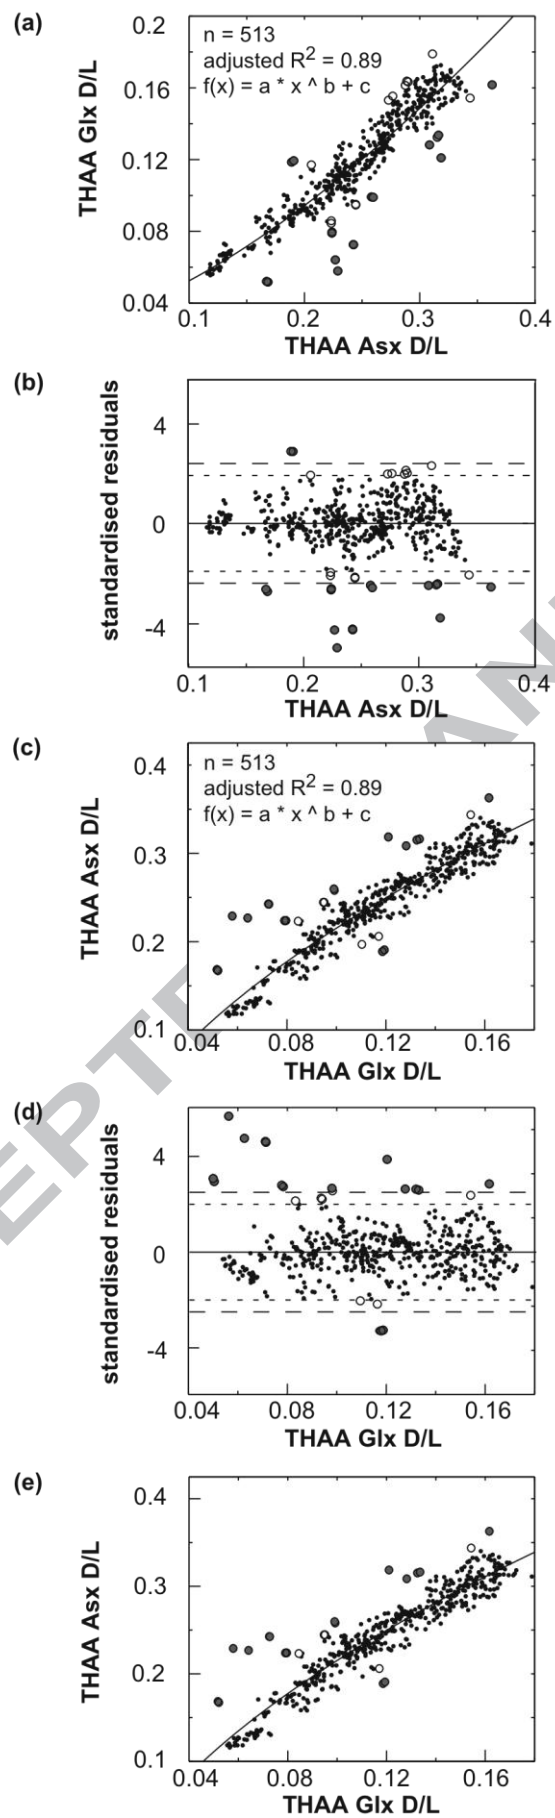 (a)
0.2
0.16
0.12
0.08
0.04
THAA Glx D/L
n = 513
adjusted R² = 0.89
f(x) = a * x ^ b + c
0.1 0.2 0.3 0.4
THAA Asx D/L
(b)
4
0
-4
standardised residuals
0.1 0.2 0.3 0.4
THAA Asx D/L
(c)
0.4
0.3
0.2
0.1
THAA Asx D/L
n = 513
adjusted R² = 0.89
f(x) = a * x ^ b + c
0.04 0.08 0.12 0.16
THAA Glx D/L
(d)
4
0
-4
standardised residuals
0.04 0.08 0.12 0.16
THAA Glx D/L
(e)
0.4
0.3
0.2
0.1
THAA Asx D/L
0.04 0.08 0.12 0.16
THAA Glx D/L